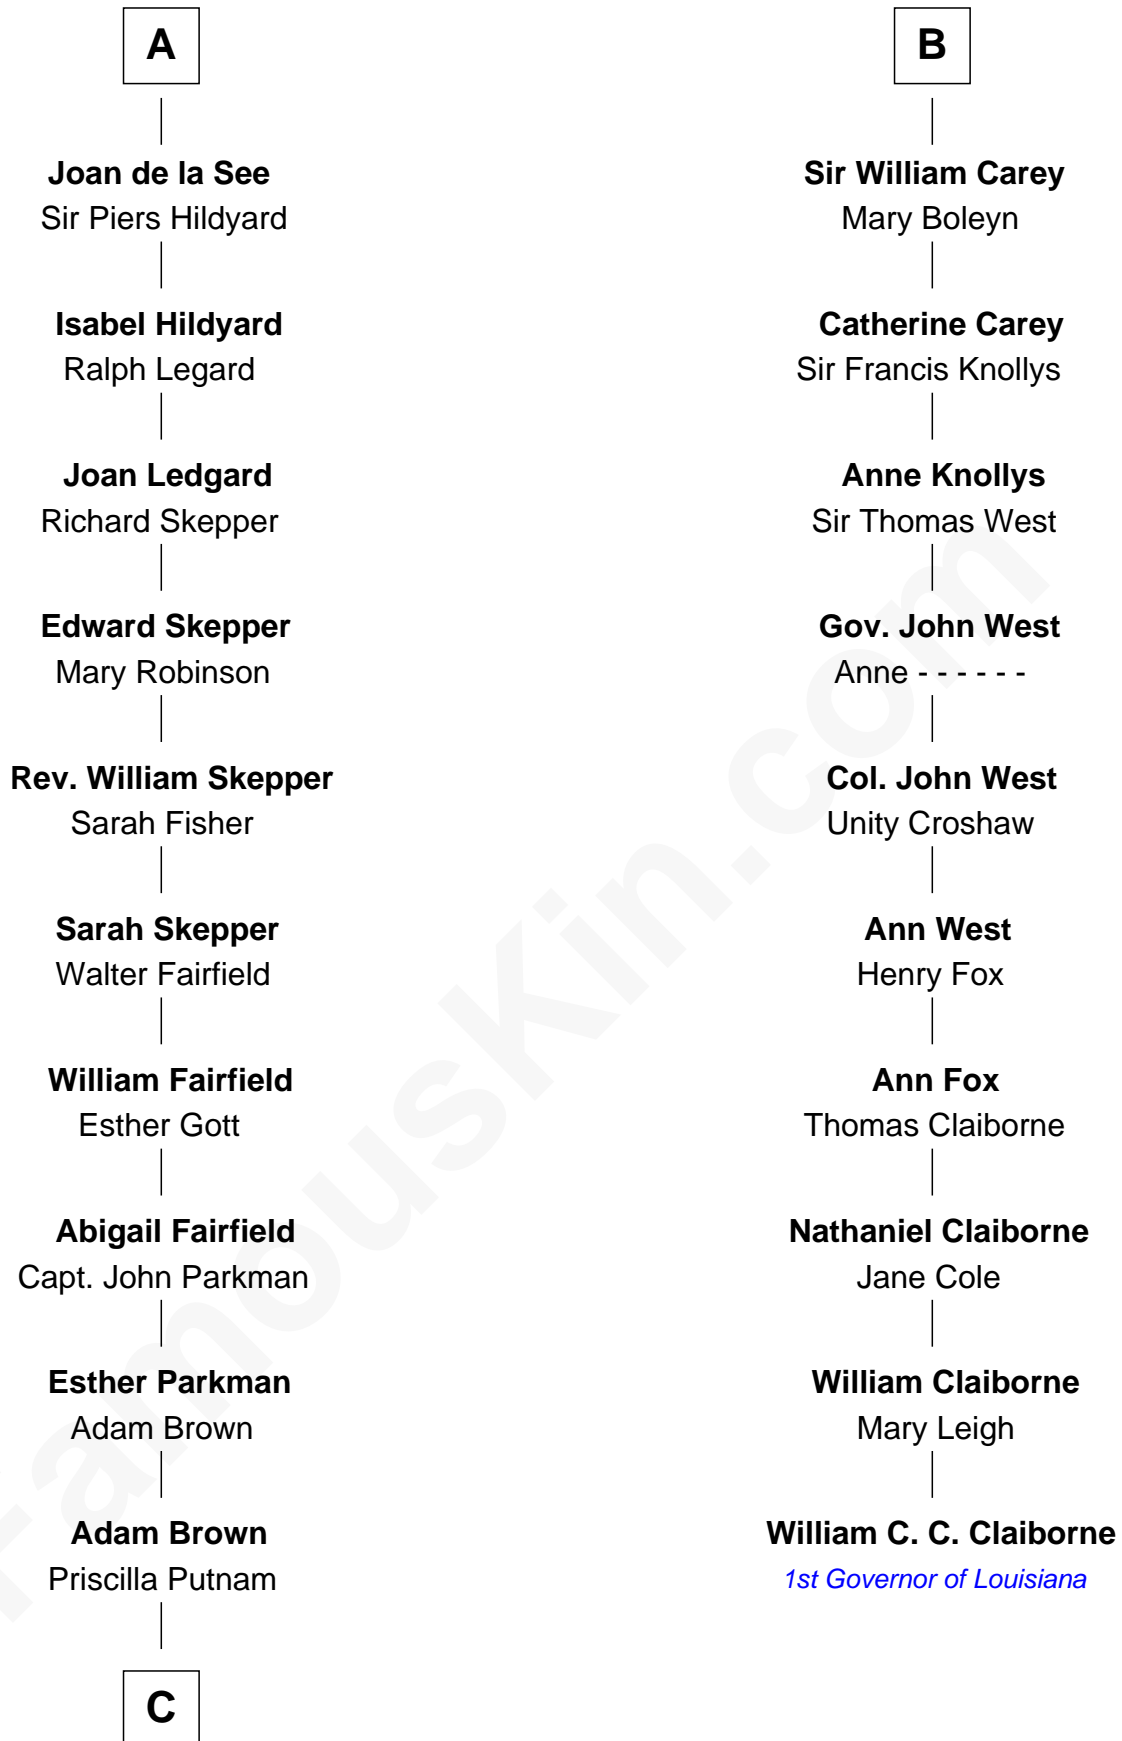 A
Joan de la See
Sir Piers Hildyard
Isabel Hildyard
Ralph Legard
Joan Ledgard
Richard Skepper
Edward Skepper
Mary Robinson
Rev. William Skepper
Sarah Fisher
Sarah Skepper
Walter Fairfield
William Fairfield
Esther Gott
Abigail Fairfield
Capt. John Parkman
Esther Parkman
Adam Brown
Adam Brown
Priscilla Putnam
C
B
Sir William Carey
Mary Boleyn
Catherine Carey
Sir Francis Knollys
Anne Knollys
Sir Thomas West
Gov. John West
Anne - - - - - -
Col. John West
Unity Croshaw
Ann West
Henry Fox
Ann Fox
Thomas Claiborne
Nathaniel Claiborne
Jane Cole
William Claiborne
Mary Leigh
William C. C. Claiborne
1st Governor of Louisiana
FamousKin.com